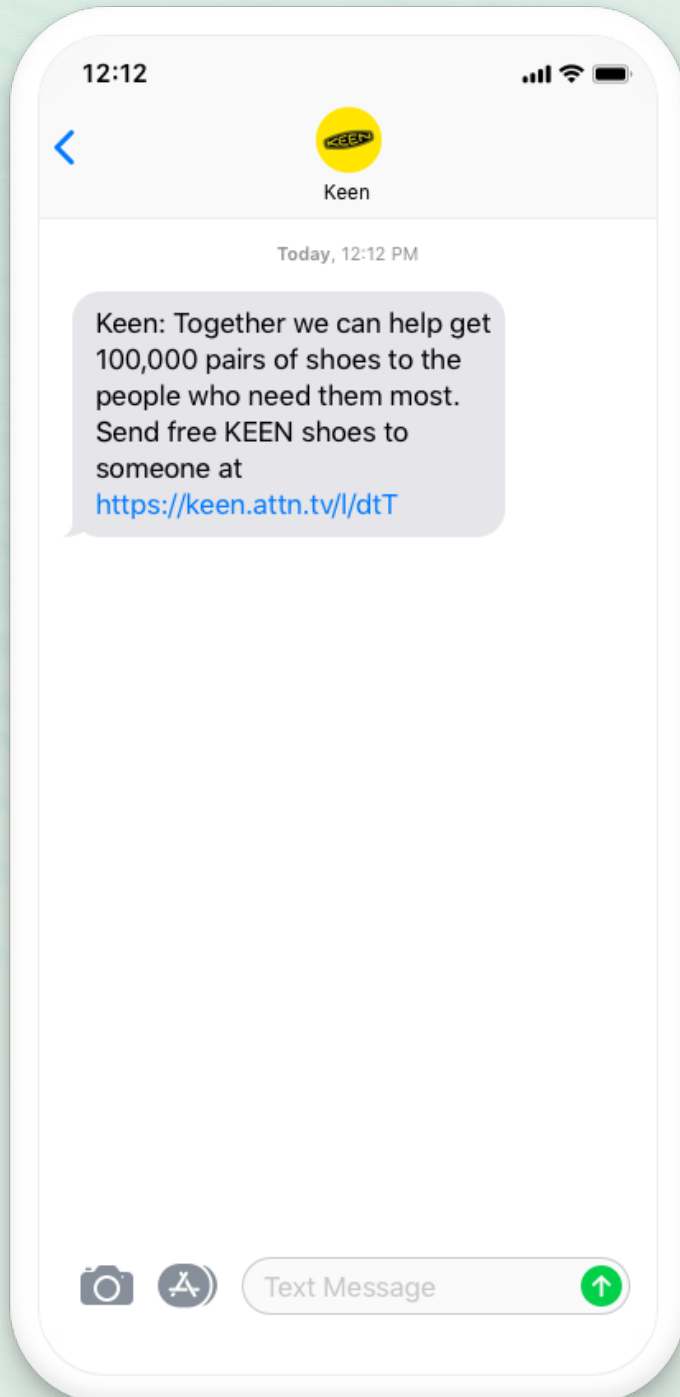 12:12
KEEN
Keen
Today, 12:12 PM
Keen: Together we can help get
100,000 pairs of shoes to the
people who need them most.
Send free KEEN shoes to
someone at
https://keen.attn.tv/l/dtT
Text Message